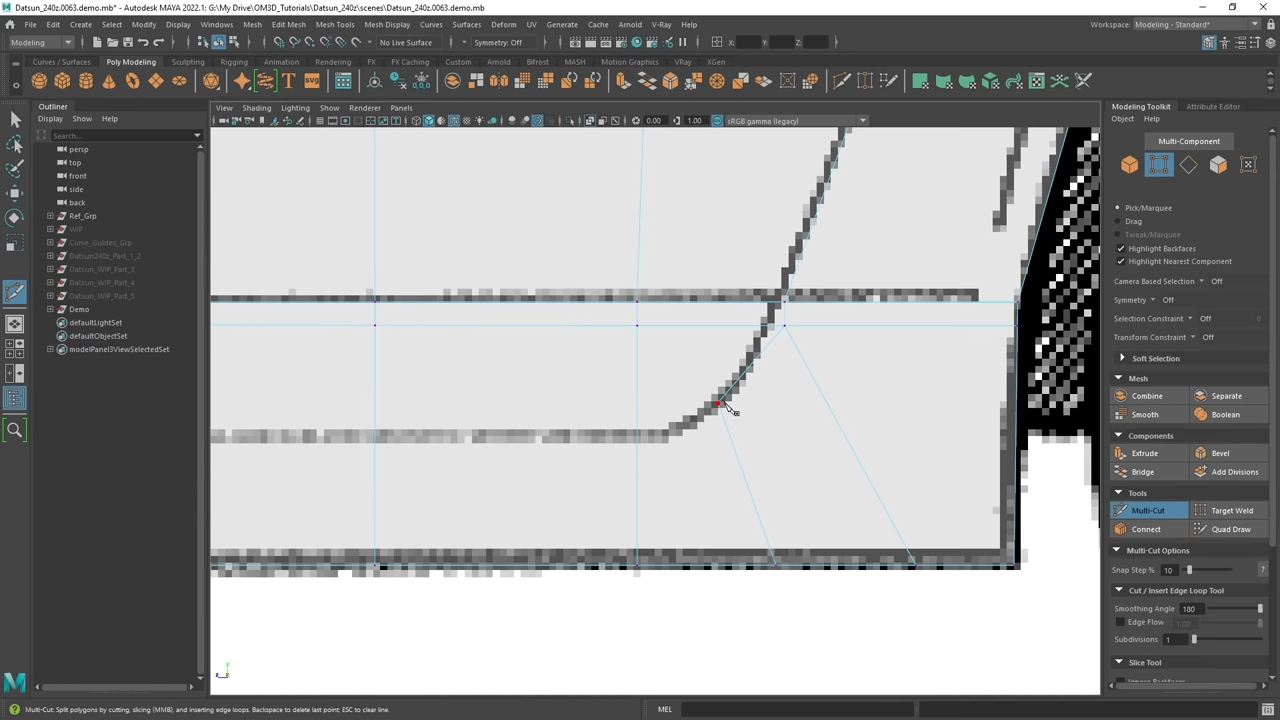 Datsun_240z.0063.demo.mb* - Autodesk MAYA 2022.1: G:\My Drive\OM3D_Tutorials\Datsun_240z\scenes\Datsun_240z.0063.demo.mb
File Edit Create Select Modify Display Windows Mesh Edit Mesh Mesh Tools Mesh Display Curves Surfaces Deform UV Generate Cache Arnold V-Ray Help
Workspace: Modeling - Standard*
Modeling No Live Surface Symmetry: Off X: Y: Z:
Curves / Surfaces Poly Modeling Sculpting Rigging Animation Rendering FX FX Caching Custom Arnold Bifrost MASH Motion Graphics VRay XGen
Outliner
Display Show Help
Search...
persp
top
front
side
back
Ref_Grp
WIP
Curve_Guides_Grp
Datsun240z_Part_1_2
Datsun_WIP_Part_3
Datsun_WIP_Part_4
Datsun_WIP_Part_5
Demo
defaultLightSet
defaultObjectSet
modelPanel3ViewSelectedSet
View Shading Lighting Show Renderer Panels
0.00 1.00 sRGB gamma (legacy)
Modeling Toolkit Attribute Editor
Object Help
Multi-Component
Pick/Marquee
Drag
Tweak/Marquee
Highlight Backfaces
Highlight Nearest Component
Camera Based Selection Off
Symmetry Off
Selection Constraint Off 0
Transform Constraint Off
Soft Selection
Mesh
Combine Separate
Smooth Boolean
Components
Extrude Bevel
Bridge Add Divisions
Tools
Multi-Cut Target Weld
Connect Quad Draw
Multi-Cut Options
Snap Step % 10 ?
Cut / Insert Edge Loop Tool
Smoothing Angle 180
Edge Flow 1.00
Subdivisions 1
Slice Tool
Multi-Cut: Split polygons by cutting, slicing (MMB), and inserting edge loops. Backspace to delete last point; ESC to clear line.
MEL